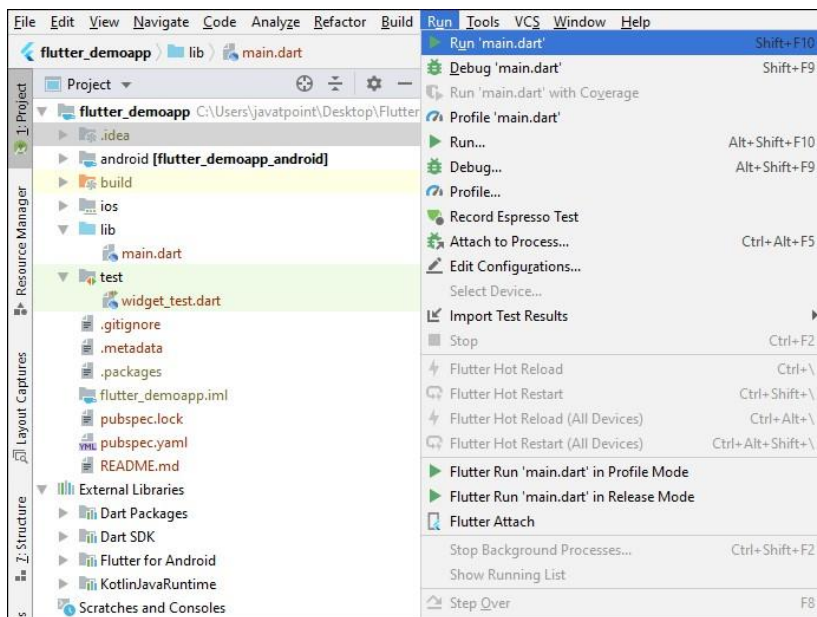 File Edit View Navigate Code Analyze Refactor Build Run Tools VCS Window Help
flutter_demoapp lib main.dart
Project
1: Project
Resource Manager
Layout Captures
7: Structure
flutter_demoapp C:\Users\javatpoint\Desktop\Flutter
.idea
android [flutter_demoapp_android]
build
ios
lib
main.dart
test
widget_test.dart
.gitignore
.metadata
.packages
flutter_demoapp.iml
pubspec.lock
YML pubspec.yaml
README.md
External Libraries
Dart Packages
Dart SDK
Flutter for Android
KotlinJavaRuntime
Scratches and Consoles
Run 'main.dart' Shift+F10
Debug 'main.dart' Shift+F9
Run 'main.dart' with Coverage
Profile 'main.dart'
Run... Alt+Shift+F10
Debug... Alt+Shift+F9
Profile...
Record Espresso Test
Attach to Process... Ctrl+Alt+F5
Edit Configurations...
Select Device...
Import Test Results
Stop Ctrl+F2
Flutter Hot Reload Ctrl+\
Flutter Hot Restart Ctrl+Shift+\
Flutter Hot Reload (All Devices) Ctrl+Alt+\
Flutter Hot Restart (All Devices) Ctrl+Alt+Shift+\
Flutter Run 'main.dart' in Profile Mode
Flutter Run 'main.dart' in Release Mode
Flutter Attach
Stop Background Processes... Ctrl+Shift+F2
Show Running List
Step Over F8